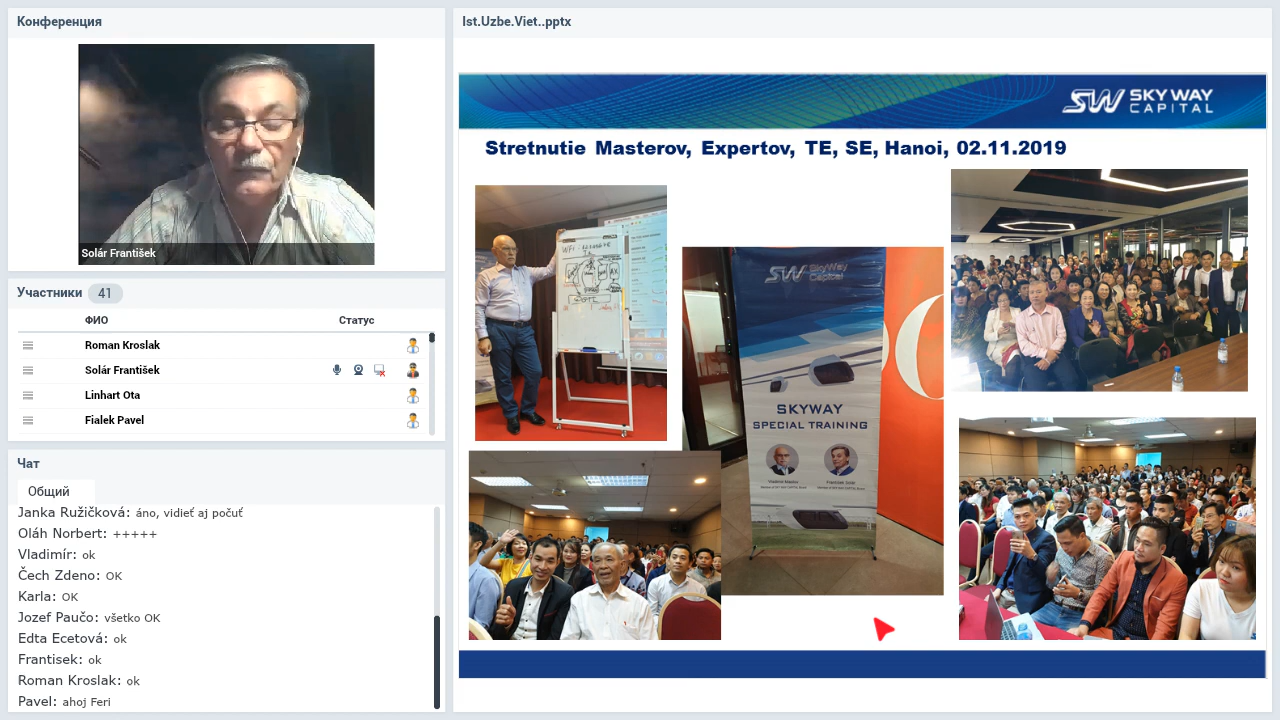 Конференция
Solár František
Участники 41
ФИО Статус
Roman Kroslak
Solár František
Linhart Ota
Fialek Pavel
Чат
Общий
Janka Ružičková: áno, vidieť aj počuť
Oláh Norbert: +++++
Vladimír: ok
Čech Zdeno: OK
Karla: OK
Jozef Paučo: všetko OK
Edta Ecetová: ok
Frantisek: ok
Roman Kroslak: ok
Pavel: ahoj Feri
Ist.Uzbe.Viet..pptx
SW SKY WAY
CAPITAL
Stretnutie Masterov, Expertov, TE, SE, Hanoi, 02.11.2019
SW SkyWay
Capital
SKYWAY
SPECIAL TRAINING